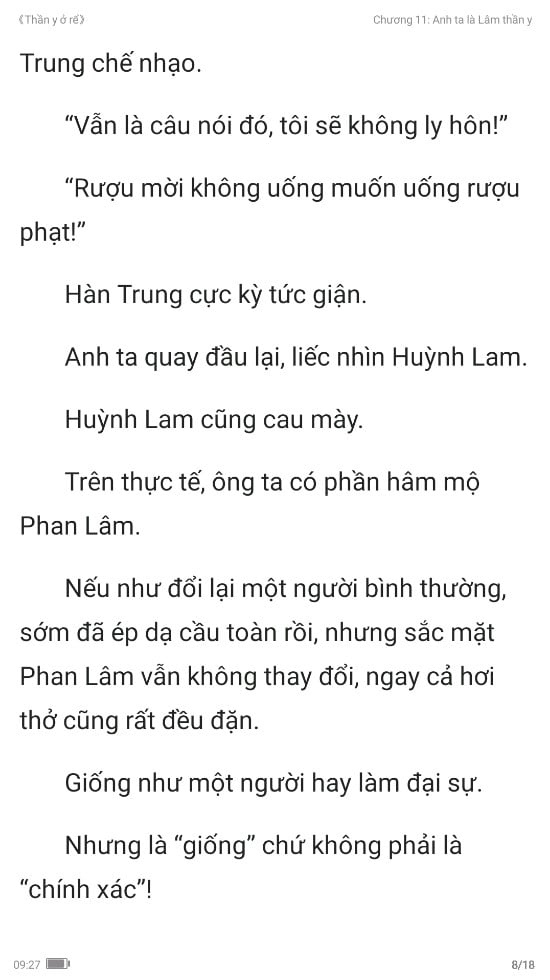 《Thần y ở rể》
Chương 11: Anh ta là Lâm thần y
Trung chế nhạo.
“Vẫn là câu nói đó, tôi sẽ không ly hôn!”
“Rượu mời không uống muốn uống rượu
phạt!”
Hàn Trung cực kỳ tức giận.
Anh ta quay đầu lại, liếc nhìn Huỳnh Lam.
Huỳnh Lam cũng cau mày.
Trên thực tế, ông ta có phần hâm mộ
Phan Lâm.
Nếu như đổi lại một người bình thường,
sớm đã ép dạ cầu toàn rồi, nhưng sắc mặt
Phan Lâm vẫn không thay đổi, ngay cả hơi
thở cũng rất đều đặn.
Giống như một người hay làm đại sự.
Nhưng là “giống” chứ không phải là
“chính xác”!
09:27
8/18